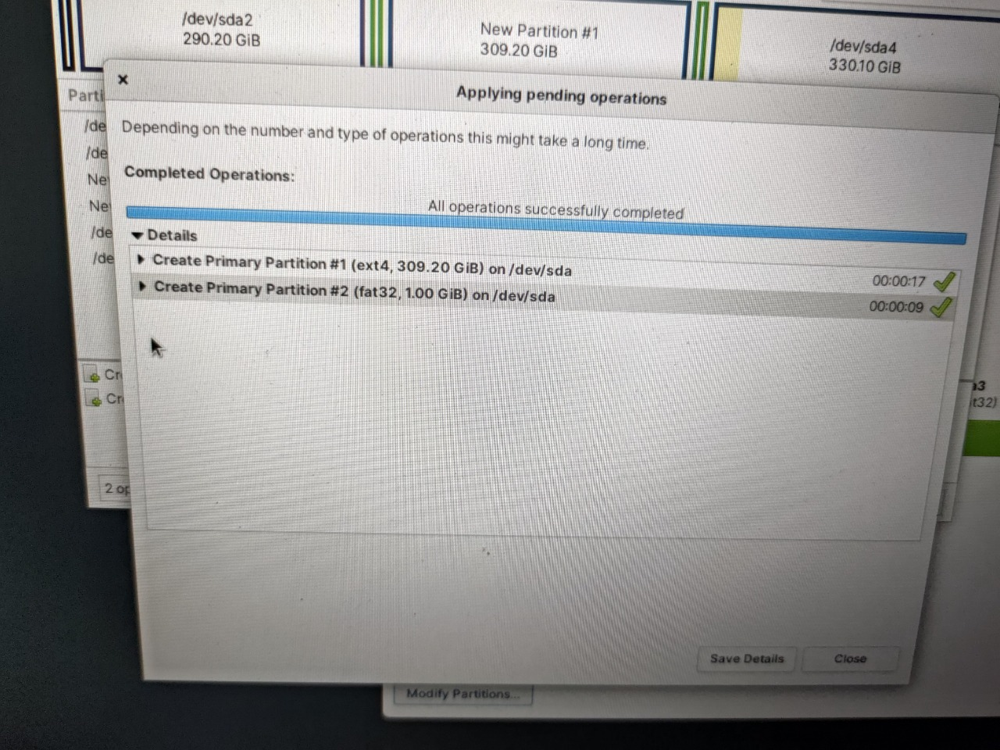 /dev/sda2
290.20 GiB
New Partition #1
309.20 GiB
/dev/sda4
330.10 GiB
Parti
Applying pending operations
/de
Depending on the number and type of operations this might take a long time.
/de
Completed Operations:
Ne
All operations successfully completed
Ne
/de
Details
/de
Create Primary Partition #1 (ext4, 309.20 GiB) on /dev/sda
00:00:17
Create Primary Partition #2 (fat32, 1.00 GiB) on /dev/sda
00:00:09
Cr
Cr
a3
t32)
2 op
Save Details
Close
Modify Partitions...